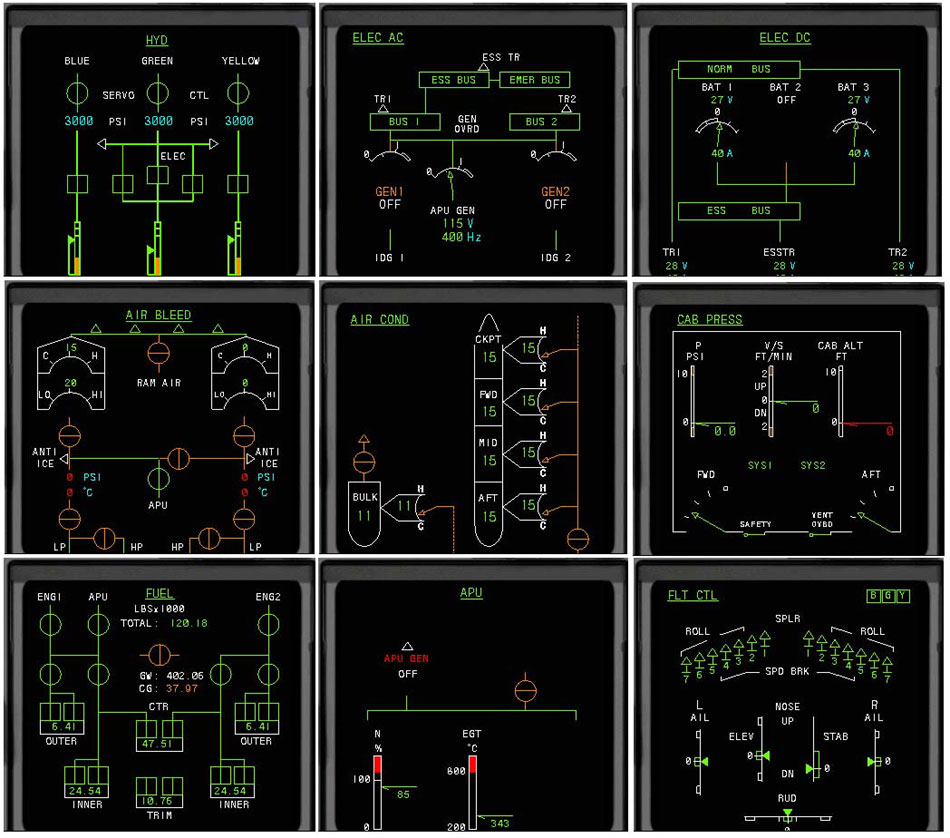 HYD
BLUE GREEN YELLOW
SERVO CTL
3000 PSI 3000 PSI 3000
ELEC
ELEC AC
ESS TR
ESS BUS EMER BUS
TR1 TR2
BUS 1 GEN OVRD BUS 2
0 1 0 1 0 1
GEN1 OFF
GEN2 OFF
APU GEN
115 V
400 Hz
IDG 1 IDG 2
ELEC DC
NORM BUS
BAT 1 BAT 2 BAT 3
27 V OFF 27 V
0 0
40 A 40 A
ESS BUS
TR1 ESSTR TR2
28 V 28 V 28 V
AIR BLEED
15 0
C H C H
RAM AIR
20 0
LO HI LO HI
ANTI ICE ANTI ICE
0 PSI 0 PSI
0 °C 0 °C
APU
LP HP HP LP
AIR COND
CKPT H
15 15
C
FWD
15 15
MID
15 15
H
AFT
15 15
C
BULK H
11 11
C
CAB PRESS
P V/S CAB ALT
PSI FT/MIN FT
10 2 10
UP
0 0 0
DN
2
0.0 0 0
SYS1 SYS2
FWD AFT
SAFETY VENT OVBD
FUEL
ENG1 APU ENG2
LBSx1000
TOTAL: 120.18
GW: 402.06
CG: 37.97
CTR
6.41 47.51 6.41
OUTER OUTER
24.54 10.76 24.54
INNER TRIM INNER
APU
APU GEN
OFF
N EGT
% °C
100 800
85
343
0 200
FLT CTL B G Y
SPLR
ROLL ROLL
7 6 5 4 3 2 1 1 2 3 4 5 6 7
SPD BRK
L AIL NOSE UP R AIL
ELEV STAB
0 0 0 0
DN
RUD
0